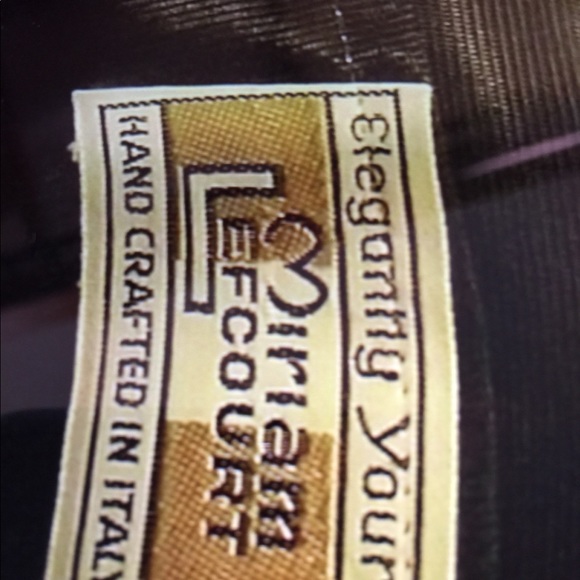 Elegantly Your
Miriam
LEFCOURT
HAND CRAFTED IN ITALY